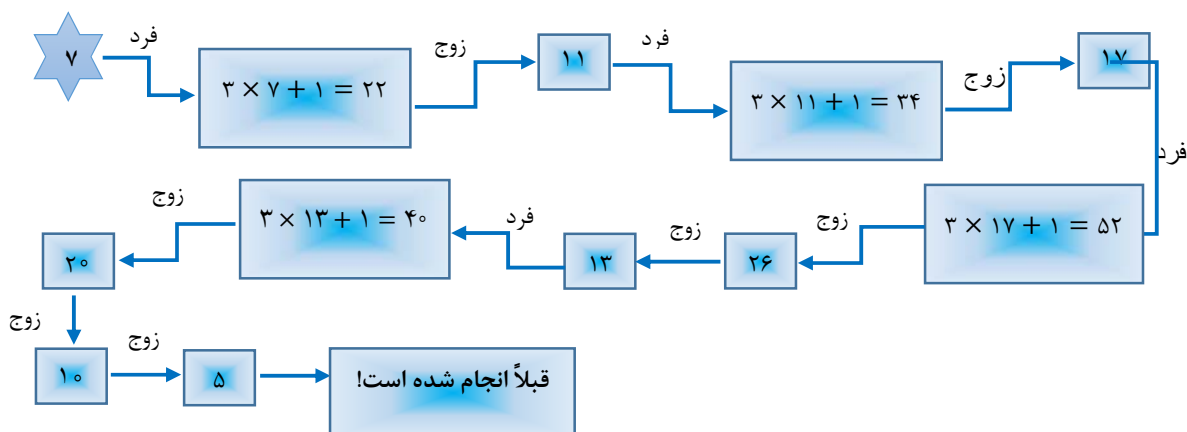 ۷
فرد
۳ × ۷ + ۱ = ۲۲
زوج
۱۱
فرد
۳ × ۱۱ + ۱ = ۳۴
زوج
۱۷
فرد
۳ × ۱۷ + ۱ = ۵۲
زوج
۲۶
زوج
۱۳
فرد
۳ × ۱۳ + ۱ = ۴۰
زوج
۲۰
زوج
۱۰
زوج
۵
قبلاً انجام شده است!